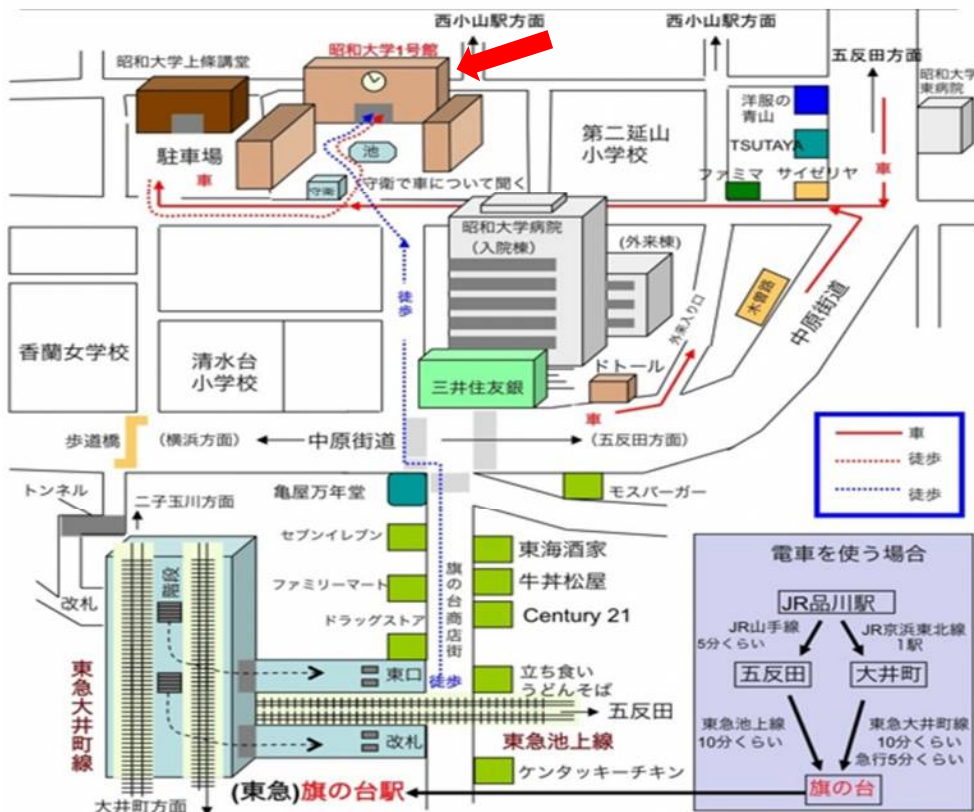 西小山駅方面
西小山駅方面
昭和大学1号館
五反田方面
昭和大学上條講堂
昭和大学
東病院
洋服の
青山
第二延山
小学校
TSUTAYA
池
駐車場
車
ファミマ
サイゼリヤ
車
守衛
守衛で車について聞く
昭和大学病院
(入院棟)
(外来棟)
徒歩
木曽路
外来入り口
中原街道
香蘭女学校
清水台
小学校
ドトール
三井住友銀
車
歩道橋
(横浜方面)
中原街道
(五反田方面)
車
徒歩
徒歩
トンネル
二子玉川方面
亀屋万年堂
モスバーガー
セブンイレブン
東海酒家
電車を使う場合
階段
ファミリーマート
旗の台商店街
牛丼松屋
JR品川駅
改札
ドラッグストア
Century 21
JR山手線
5分くらい
JR京浜東北線
1駅
五反田
大井町
東急大井町線
東口
徒歩
立ち食い
うどんそば
五反田
東急池上線
10分くらい
東急大井町線
10分くらい
急行5分くらい
改札
東急池上線
ケンタッキーチキン
旗の台
大井町方面
(東急)旗の台駅